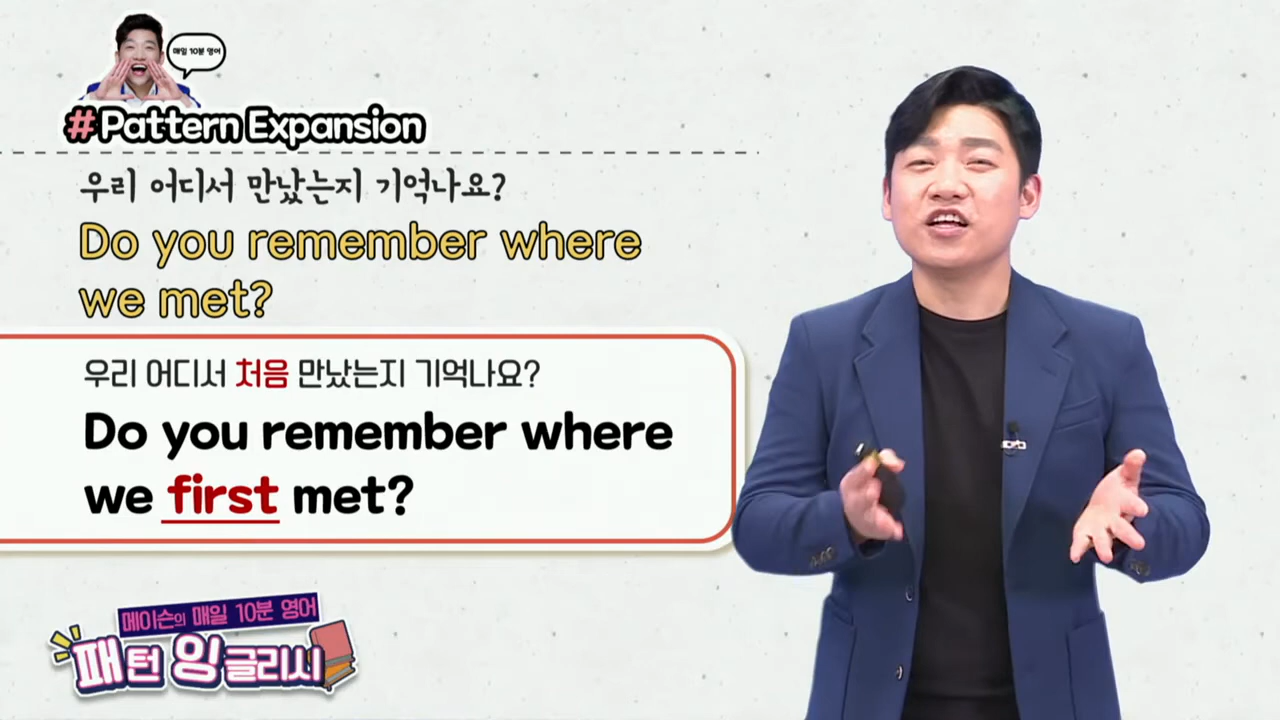 매일 10분 영어
#Pattern Expansion
우리 어디서 만났는지 기억나요?
Do you remember where
we met?
우리 어디서 처음 만났는지 기억나요?
Do you remember where
we first met?
메이슨의 매일 10분 영어
패턴 잉글리시